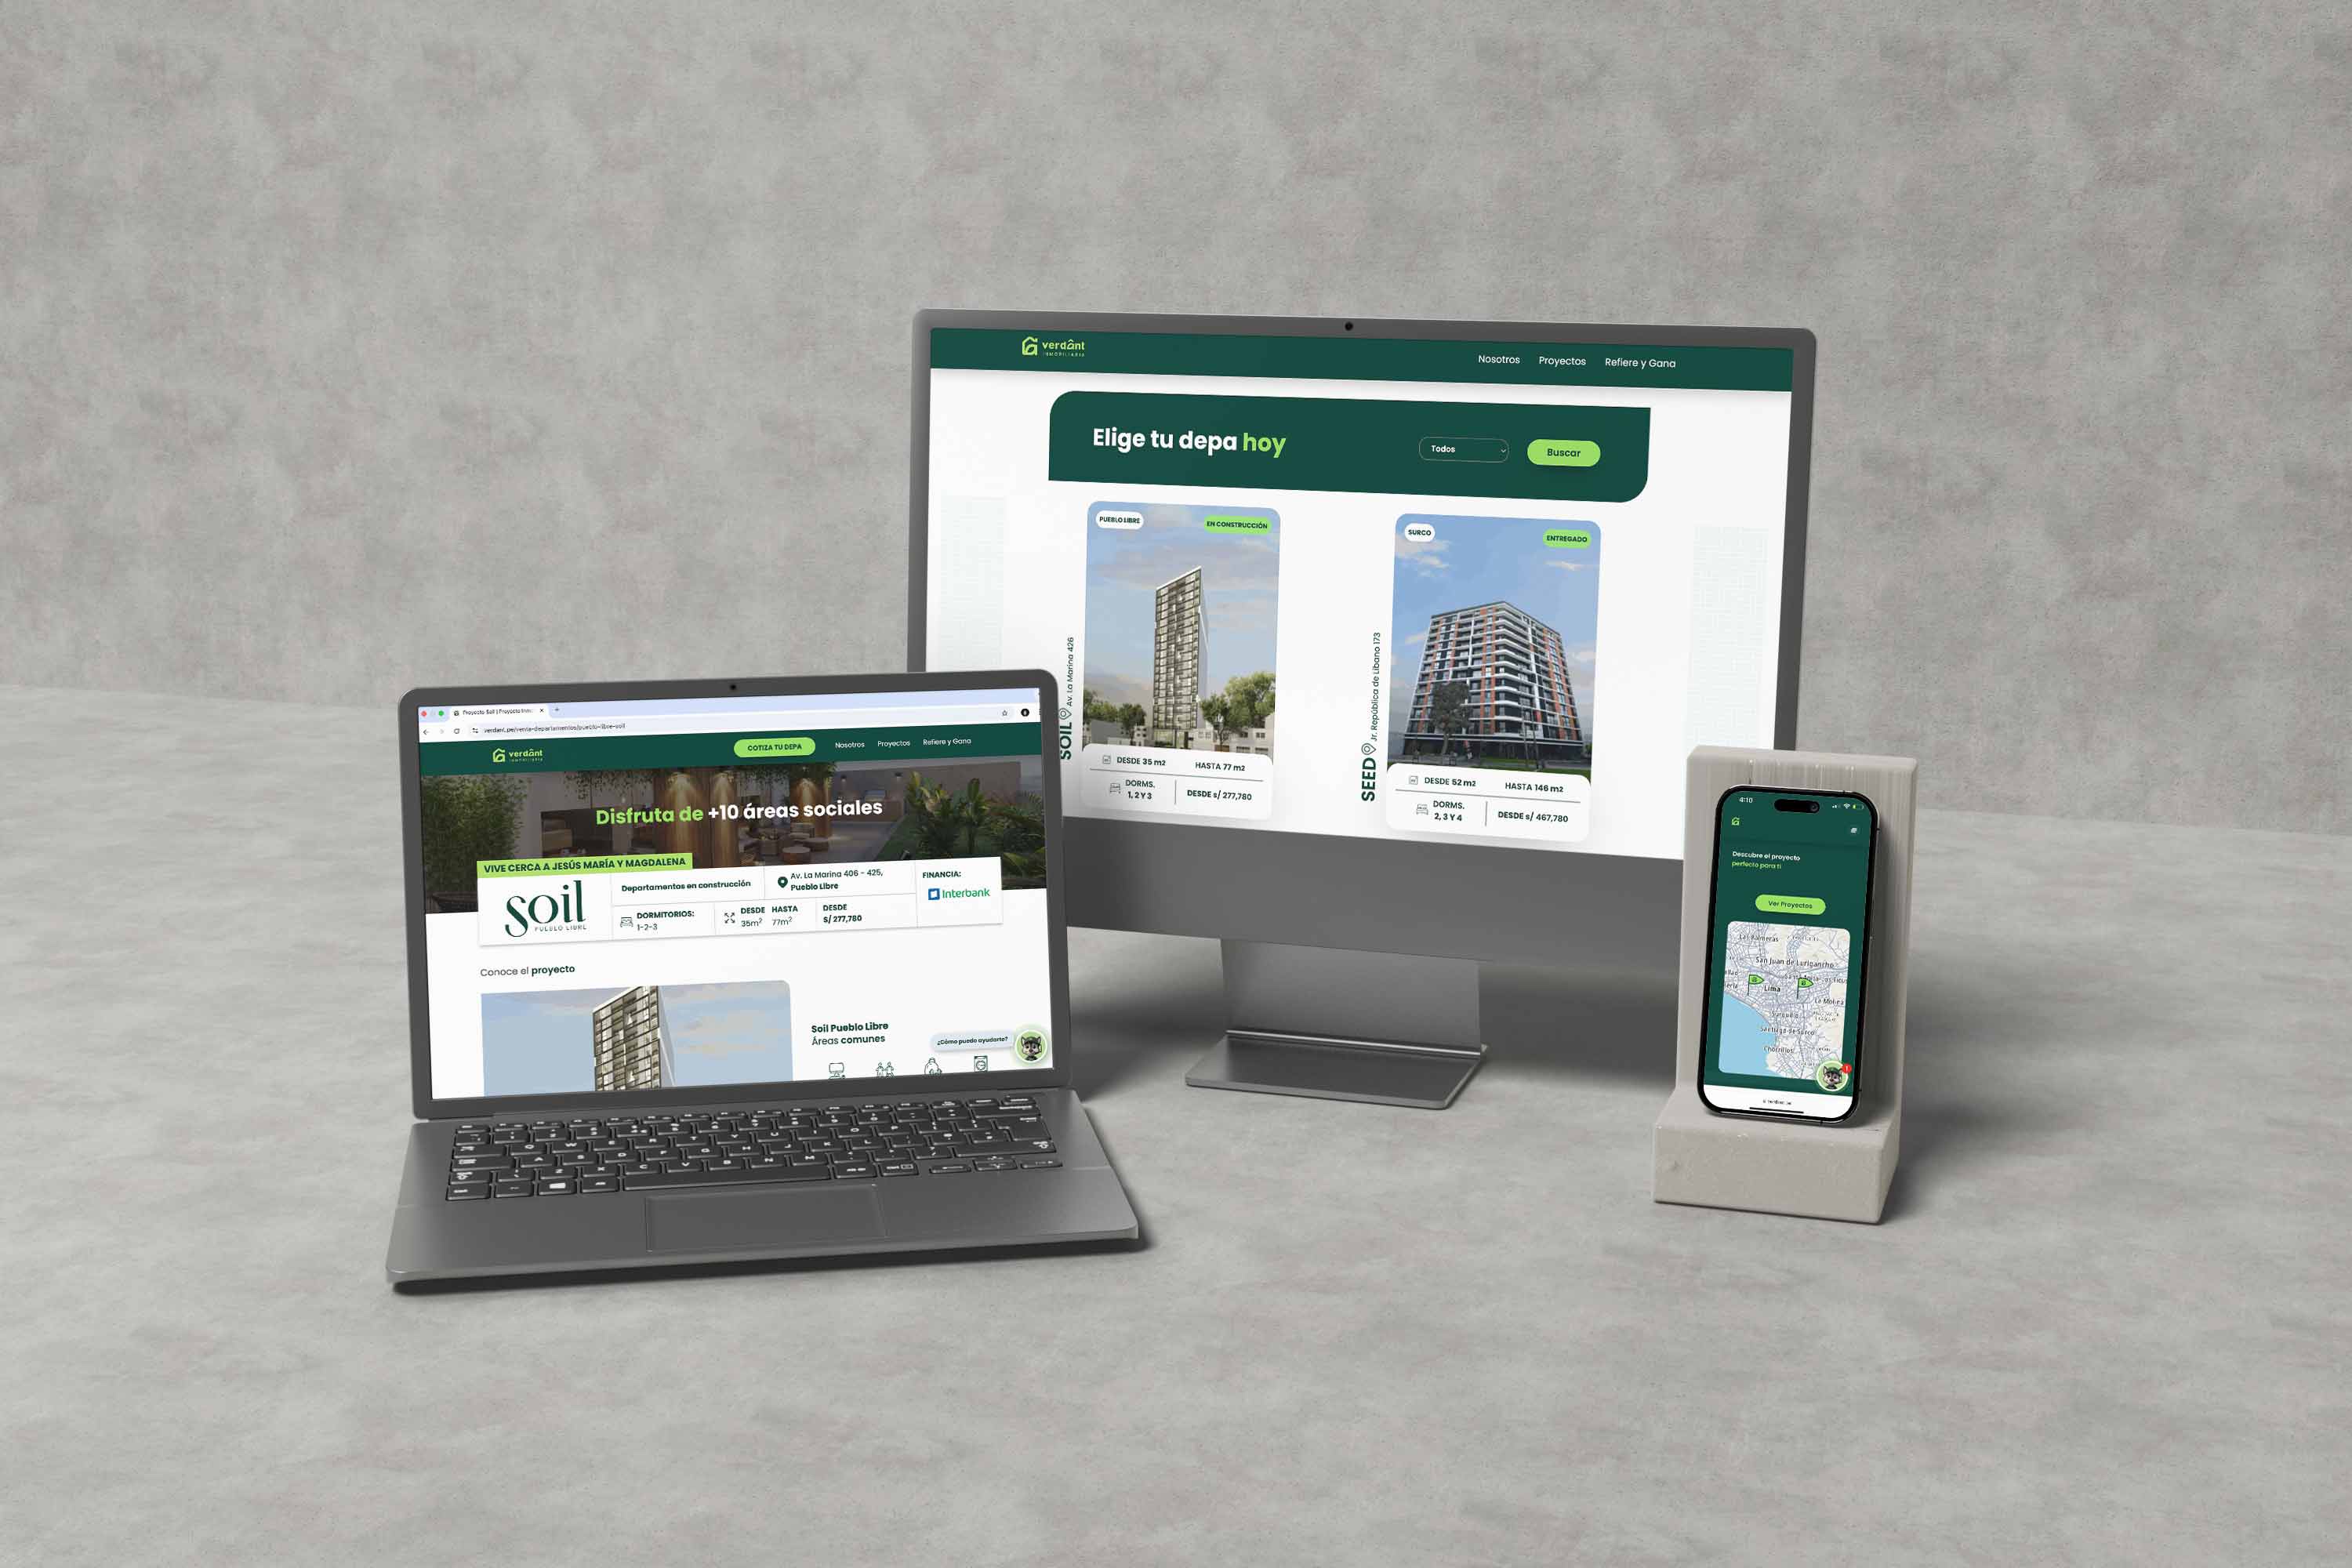 verdânt
INMOBILIARIA
Nosotros Proyectos Refiere y Gana
Elige tu depa hoy
Todos
Buscar
PUEBLO LIBRE
EN CONSTRUCCIÓN
SOIL Av. La Marina 426
DESDE 35 m2 HASTA 77 m2
DORMS.
1, 2 Y 3
DESDE s/ 277,780
SURCO
ENTREGADO
SEED Jr. República de Líbano 173
DESDE 52 m2 HASTA 146 m2
DORMS.
2, 3 Y 4
DESDE s/ 467,780
Proyecto Soil | Proyecto Inmo
verdant.pe/venta-departamentos/pueblo-libre-soil
verdânt
INMOBILIARIA
COTIZA TU DEPA Nosotros Proyectos Refiere y Gana
Disfruta de +10 áreas sociales
VIVE CERCA A JESÚS MARÍA Y MAGDALENA
soil
PUEBLO LIBRE
Departamentos en construcción
Av. La Marina 406 - 425,
Pueblo Libre
FINANCIA:
Interbank
DORMITORIOS:
1-2-3
DESDE HASTA
35m² 77m²
DESDE
S/ 277,780
Conoce el proyecto
Soil Pueblo Libre
Áreas comunes
¿Cómo puedo ayudarte?
4:10
Descubre el proyecto
perfecto para ti
Ver Proyectos
Las Palmeras
San Juan de Lurigancho
Lima
La Molina
Surquillo
Santiago de Surco
Chorrillos